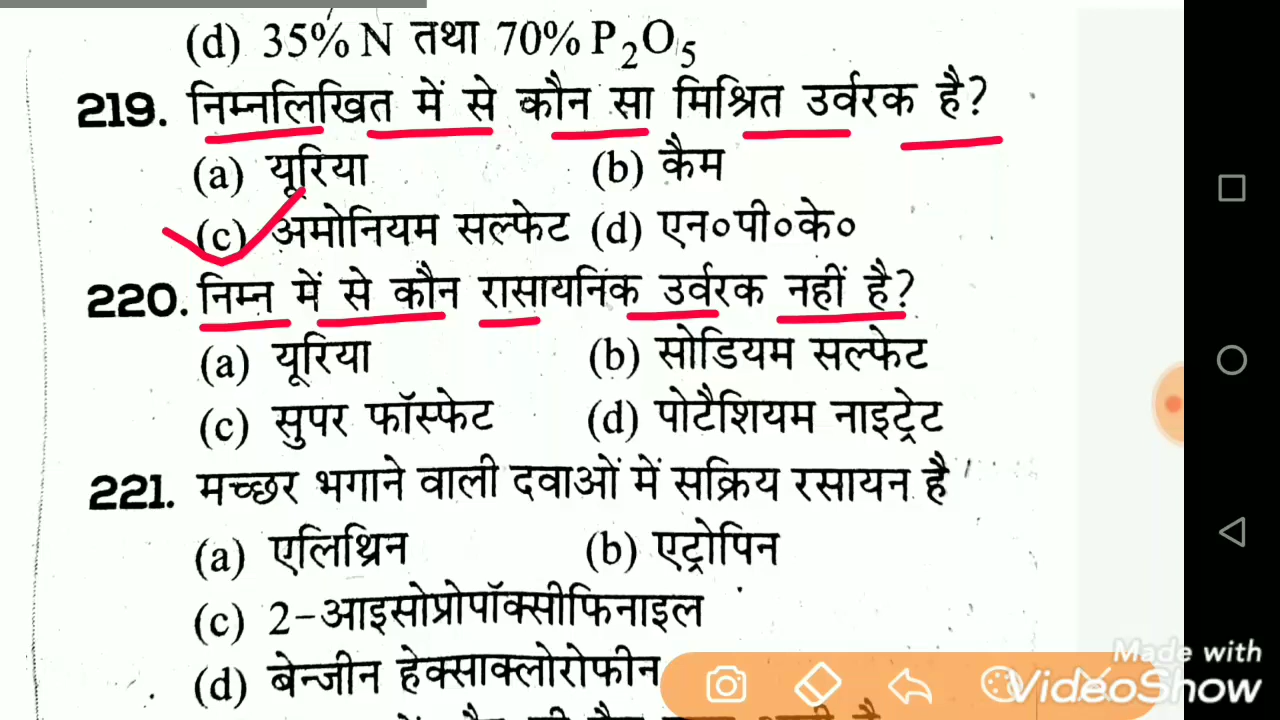 (d) 35% N तथा 70% P₂O₅
219. निम्नलिखित में से कौन सा मिश्रित उर्वरक है?
(a) यूरिया (b) कैम
(c) अमोनियम सल्फेट (d) एन०पी०के०
220. निम्न में से कौन रासायनिक उर्वरक नहीं है?
(a) यूरिया (b) सोडियम सल्फेट
(c) सुपर फॉस्फेट (d) पोटैशियम नाइट्रेट
221. मच्छर भगाने वाली दवाओं में सक्रिय रसायन है
(a) एलिथ्रिन (b) एट्रोपिन
(c) 2-आइसोप्रोपॉक्सीफिनाइल
(d) बेन्जीन हेक्साक्लोरोफीन
Made with
VideoShow